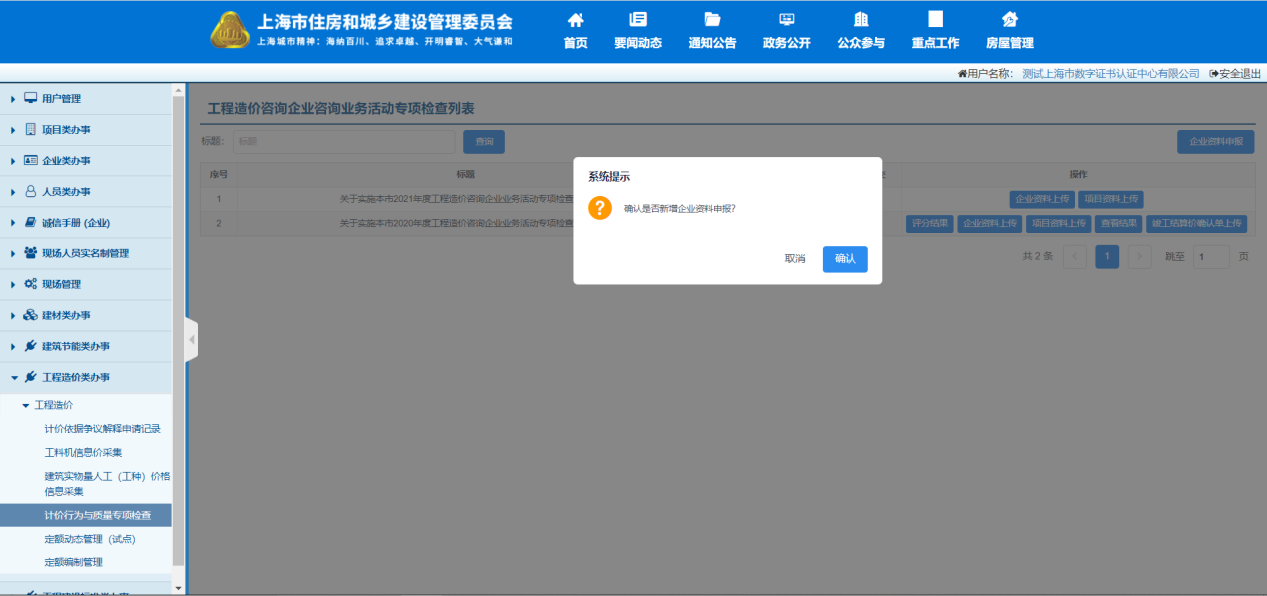 上海市住房和城乡建设管理委员会
上海城市精神：海纳百川、追求卓越、开明睿智、大气谦和
首页 要闻动态 通知公告 政务公开 公众参与 重点工作 房屋管理
用户名称： 测试上海市数字证书认证中心有限公司 安全退出
用户管理
项目类办事
企业类办事
人员类办事
诚信手册 (企业)
现场人员实名制管理
现场管理
建材类办事
建筑节能类办事
工程造价类办事
工程造价
计价依据争议解释申请记录
工料机信息价采集
建筑实物量人工（工种）价格
信息采集
计价行为与质量专项检查
定额动态管理（试点）
定额编制管理
工程造价咨询企业咨询业务活动专项检查列表
标题： 标题 查询 企业资料申报
序号 标题 操作
1 关于实施本市2021年度工程造价咨询企业业务活动专项检查 企业资料上传 项目资料上传
2 关于实施本市2020年度工程造价咨询企业业务活动专项检查 评分结果 企业资料上传 项目资料上传 查看结果 竣工结算价确认单上传
共 2 条 < 1 > 跳至 1 页
系统提示
? 确认是否新增企业资料申报?
取消 确认